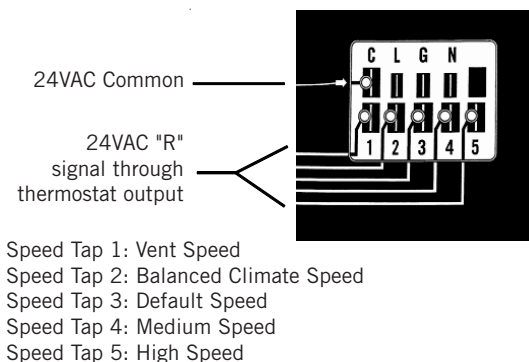 C L G N
24VAC Common
1 2 3 4 5
24VAC "R"
signal through
thermostat output
Speed Tap 1: Vent Speed
Speed Tap 2: Balanced Climate Speed
Speed Tap 3: Default Speed
Speed Tap 4: Medium Speed
Speed Tap 5: High Speed